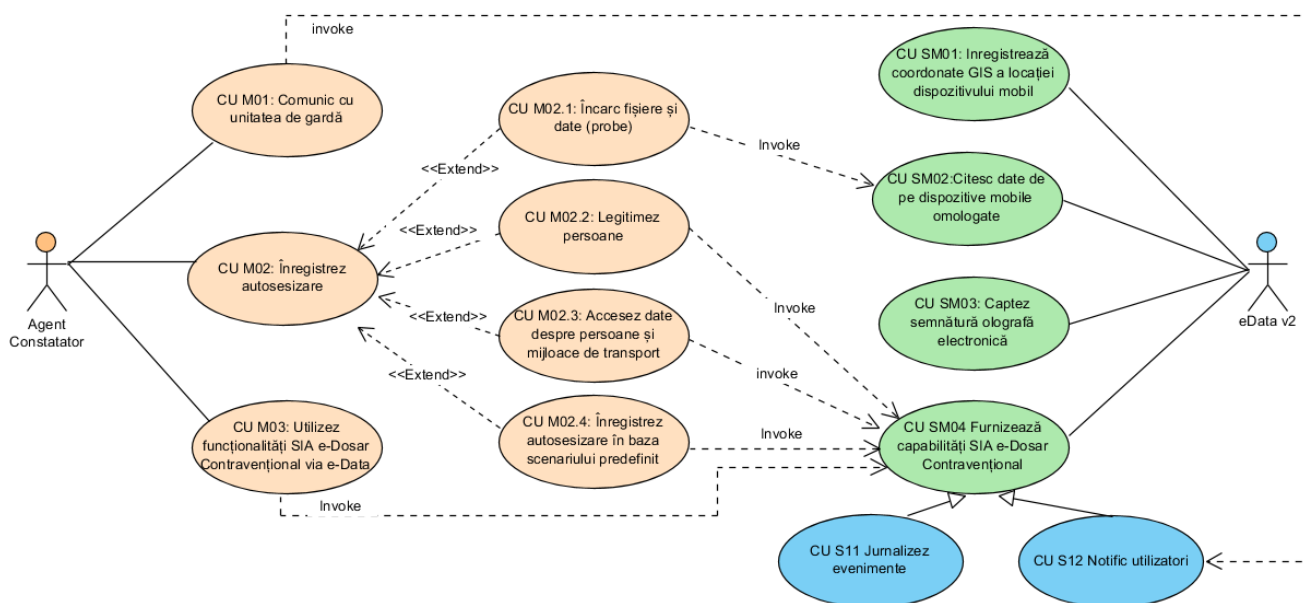 invoke
CU M01: Comunic cu
unitatea de gardă
CU M02.1: Încarc fișiere și
date (probe)
CU SM01: Inregistrează
coordonate GIS a locației
dispozitivului mobil
Invoke
<<Extend>>
CU SM02:Citesc date de
pe dispozitive mobile
omologate
CU M02.2: Legitimez
persoane
<<Extend>>
CU M02: Înregistrez
autosesizare
Agent
Constatator
eData v2
Invoke
CU SM03: Captez
semnătură olografă
electronică
<<Extend>>
CU M02.3: Accesez date
despre persoane și
mijloace de transport
<<Extend>>
invoke
CU M03: Utilizez
funcționalități SIA e-Dosar
Contravențional via e-Data
CU M02.4: Înregistrez
autosesizare în baza
scenariului predefinit
Invoke
CU SM04 Furnizează
capabilități SIA e-Dosar
Contravențional
Invoke
CU S11 Jurnalizez
evenimente
CU S12 Notific utilizatori